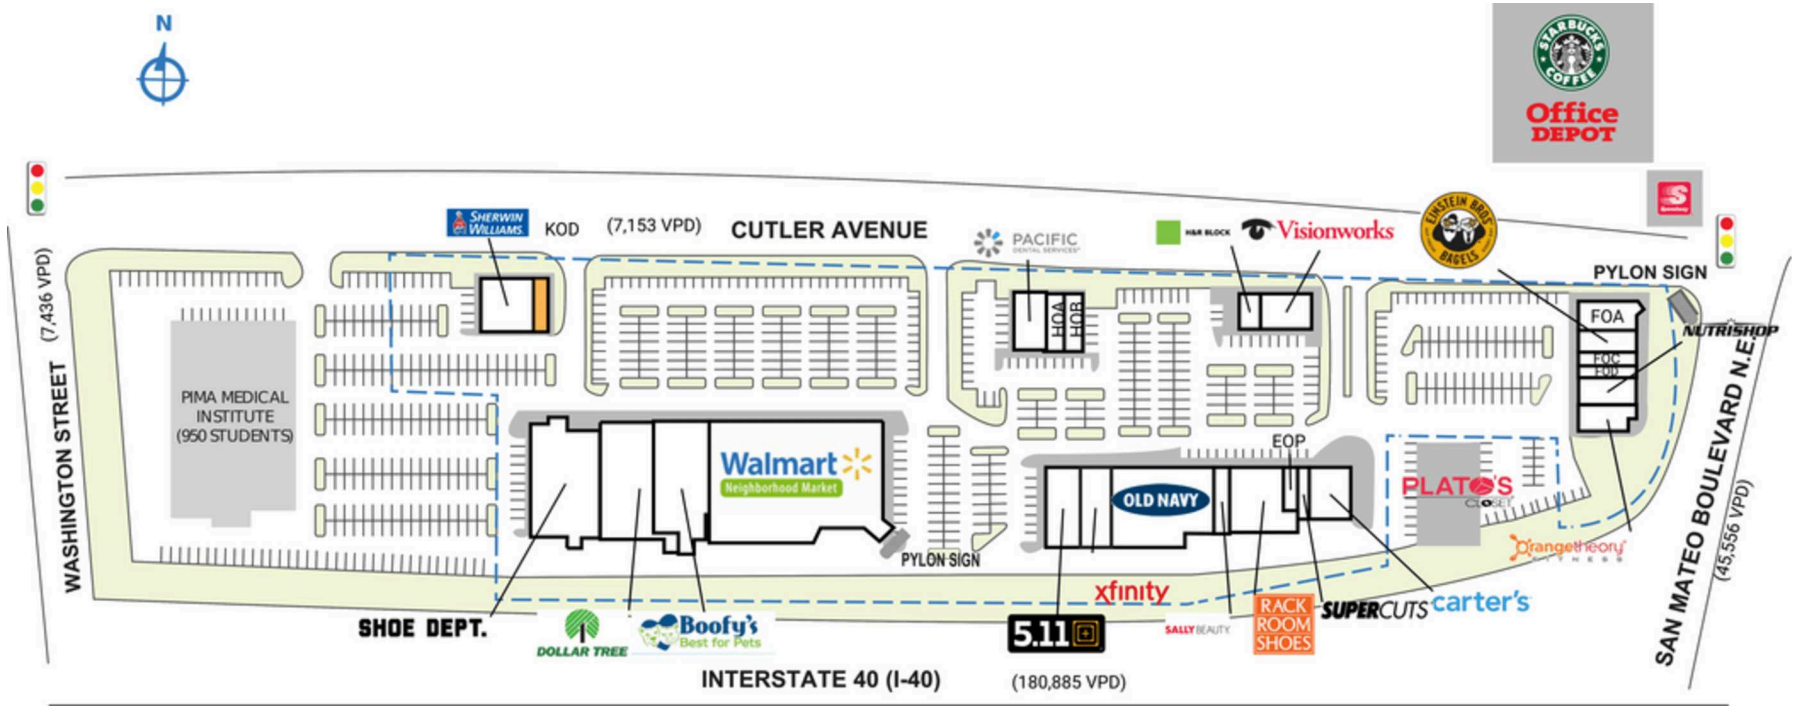 N
STARBUCKS
COFFEE
Office
DEPOT
SHERWIN
WILLIAMS.
KOD
(7,153 VPD)
CUTLER AVENUE
PACIFIC
DENTAL SERVICES
H&R BLOCK
Visionworks
EINSTEIN BROS
BAGELS
S
PYLON SIGN
(7,436 VPD)
WASHINGTON STREET
PIMA MEDICAL
INSTITUTE
(950 STUDENTS)
HOA
HOB
FOA
FOC
FOD
NUTRISHOP
Walmart
Neighborhood Market
OLD NAVY
EOP
PLATO'S
CLOSET
PYLON SIGN
orangetheory
FITNESS
SAN MATEO BOULEVARD N.E.
(45,556 VPD)
SHOE DEPT.
DOLLAR TREE
Boofy's
Best for Pets
xfinity
5.11
SALLY BEAUTY
RACK
ROOM
SHOES
SUPERCUTS
carter's
INTERSTATE 40 (I-40)
(180,885 VPD)